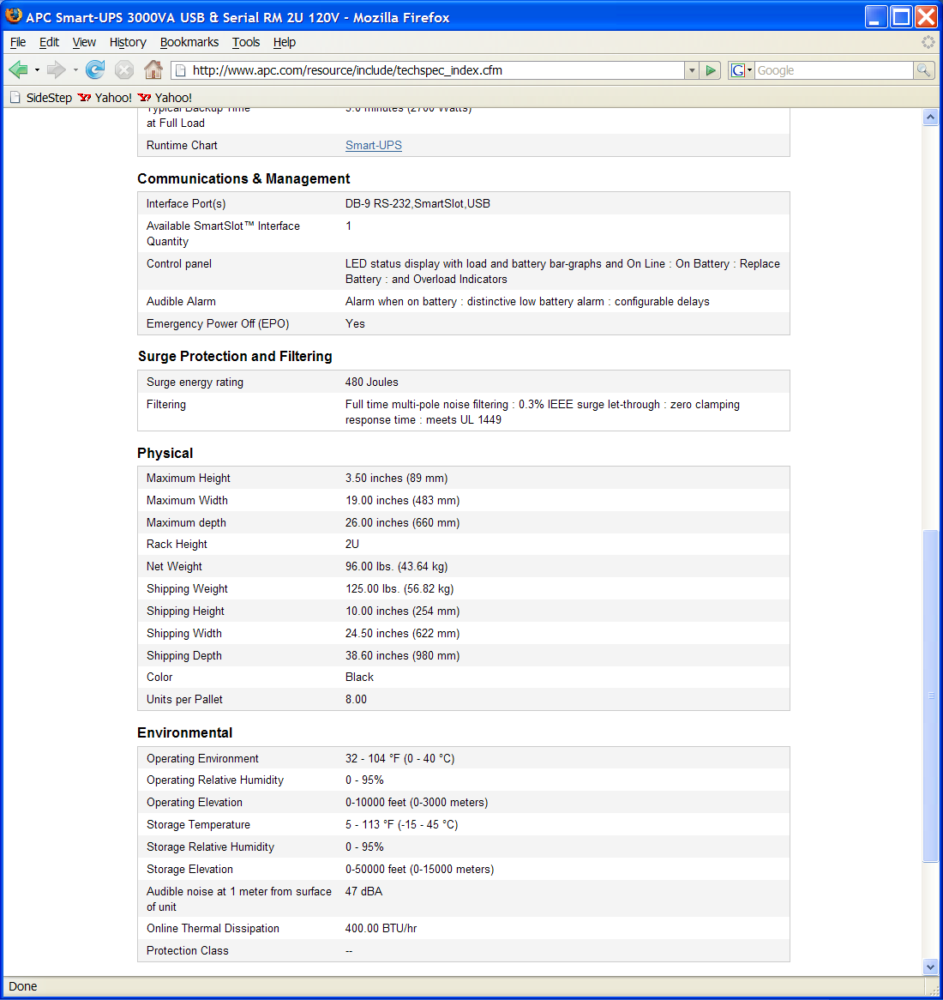 APC Smart-UPS 3000VA USB & Serial RM 2U 120V - Mozilla Firefox
File Edit View History Bookmarks Tools Help
http://www.apc.com/resource/include/techspec_index.cfm
G Google
SideStep Yahoo! Yahoo!
Typical Backup Time 3.0 minutes (2700 Watts)
at Full Load
Runtime Chart Smart-UPS
Communications & Management
Interface Port(s) DB-9 RS-232,SmartSlot,USB
Available SmartSlot™ Interface 1
Quantity
Control panel LED status display with load and battery bar-graphs and On Line : On Battery : Replace
Battery : and Overload Indicators
Audible Alarm Alarm when on battery : distinctive low battery alarm : configurable delays
Emergency Power Off (EPO) Yes
Surge Protection and Filtering
Surge energy rating 480 Joules
Filtering Full time multi-pole noise filtering : 0.3% IEEE surge let-through : zero clamping
response time : meets UL 1449
Physical
Maximum Height 3.50 inches (89 mm)
Maximum Width 19.00 inches (483 mm)
Maximum depth 26.00 inches (660 mm)
Rack Height 2U
Net Weight 96.00 lbs. (43.64 kg)
Shipping Weight 125.00 lbs. (56.82 kg)
Shipping Height 10.00 inches (254 mm)
Shipping Width 24.50 inches (622 mm)
Shipping Depth 38.60 inches (980 mm)
Color Black
Units per Pallet 8.00
Environmental
Operating Environment 32 - 104 °F (0 - 40 °C)
Operating Relative Humidity 0 - 95%
Operating Elevation 0-10000 feet (0-3000 meters)
Storage Temperature 5 - 113 °F (-15 - 45 °C)
Storage Relative Humidity 0 - 95%
Storage Elevation 0-50000 feet (0-15000 meters)
Audible noise at 1 meter from surface 47 dBA
of unit
Online Thermal Dissipation 400.00 BTU/hr
Protection Class --
Done